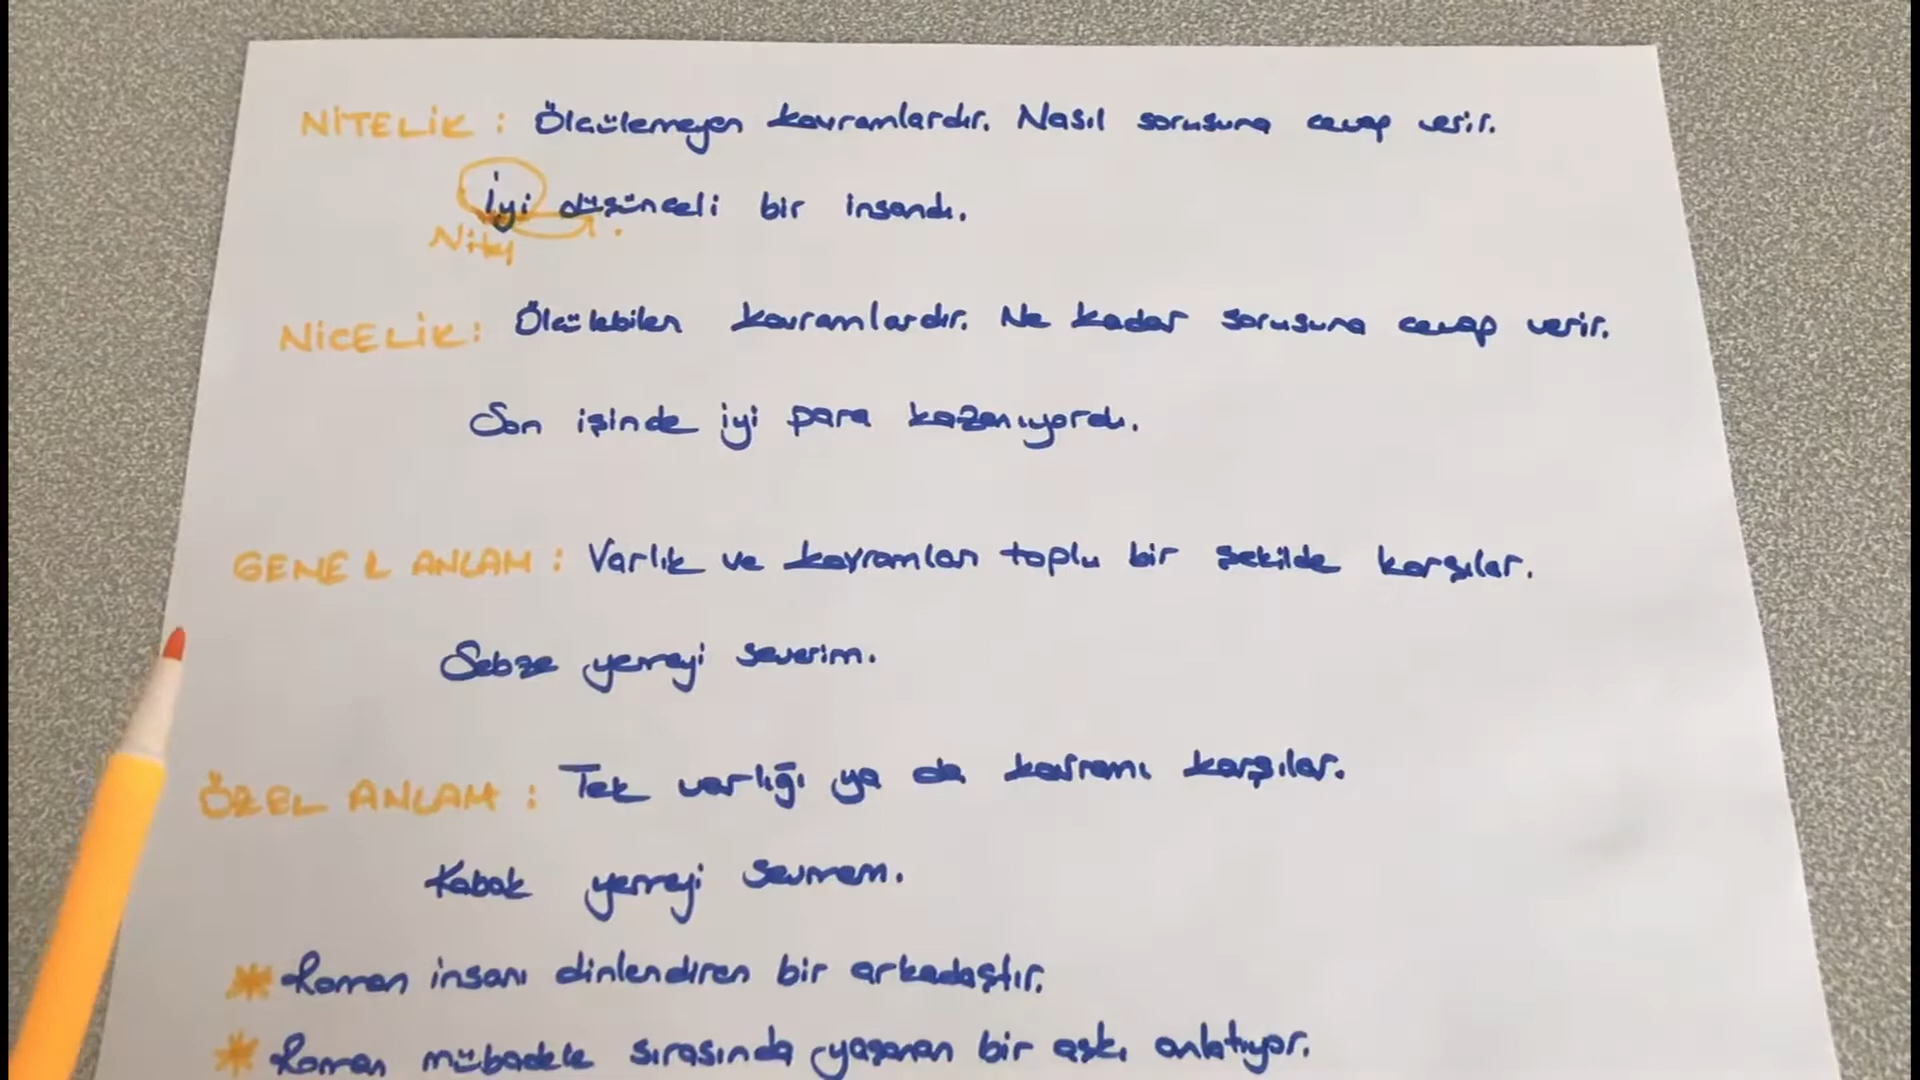 NİTELİK : Ölçülemeyen kavramlardır. Nasıl sorusuna cevap verir.
İyi düşünceli bir insandı.
Nitel
NİCELİK : Ölçülebilen kavramlardır. Ne kadar sorusuna cevap verir.
Son işinde iyi para kazanıyordu.
GENEL ANLAM : Varlık ve kavramları toplu bir şekilde karşılar.
Sebze yemeyi severim.
ÖZEL ANLAM : Tek varlığı ya da kavramı karşılar.
Kabak yemeyi sevmem.
* Roman insanı dinlendiren bir arkadaştır.
* Roman mübadele sırasında yaşanan bir aşkı anlatıyor.